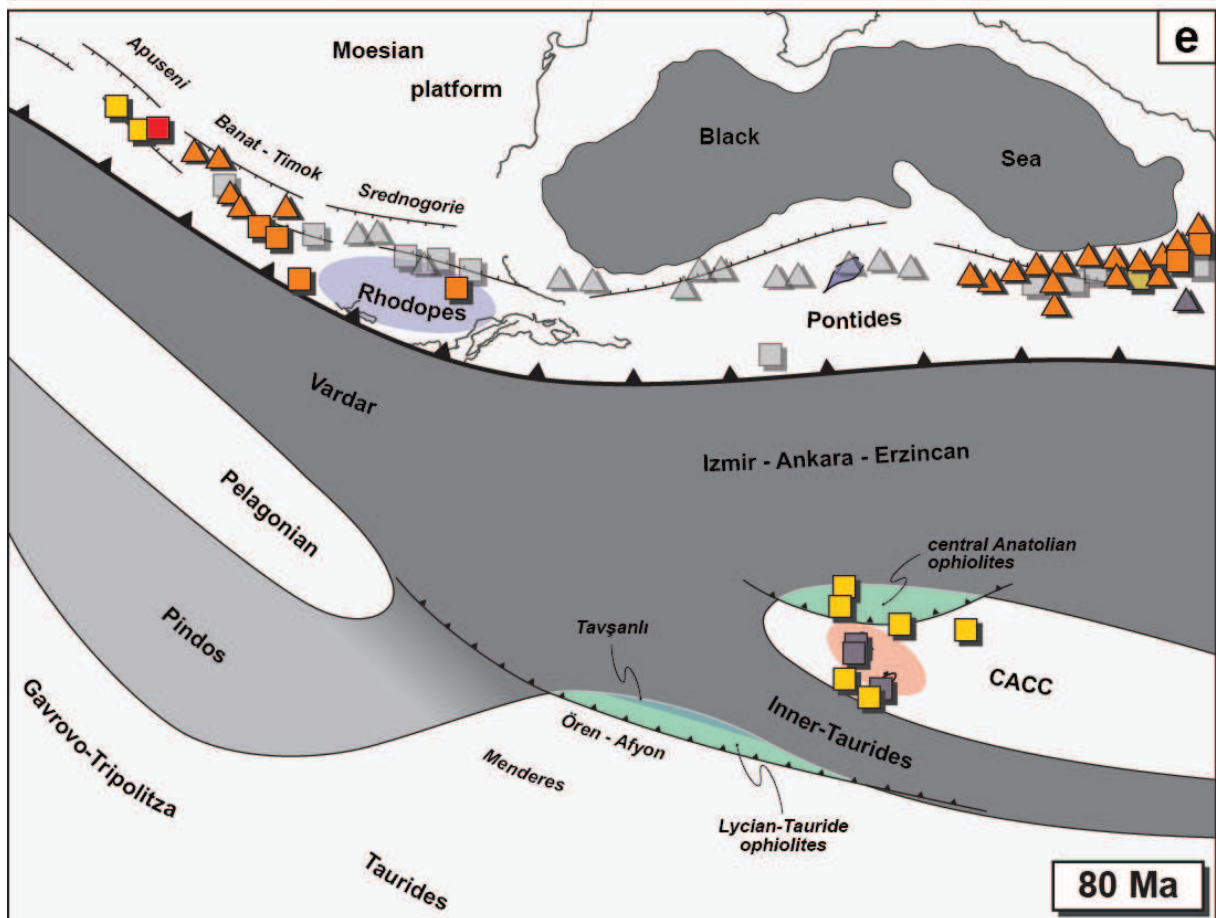 e
Apuseni
Moesian
platform
Banat - Timok
Srednogorie
Black
Sea
Rhodopes
Pontides
Vardar
Izmir - Ankara - Erzincan
Pelagonian
central Anatolian
ophiolites
Pindos
Tavşanlı
CACC
Gavrovo-Tripolitza
Inner-Taurides
Ören - Afyon
Menderes
Lycian-Tauride
ophiolites
Taurides
80 Ma